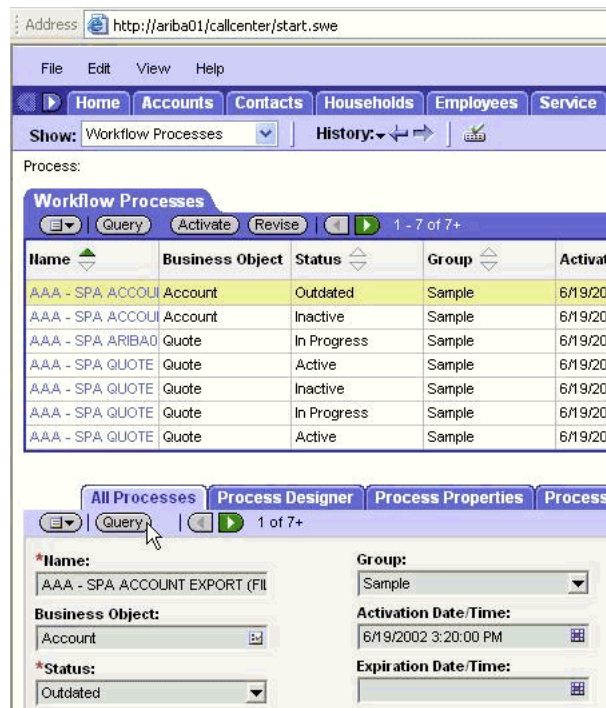 Address http://ariba01/callcenter/start.swe
File Edit View Help
Home Accounts Contacts Households Employees Service
Show: Workflow Processes History:
Process:
Workflow Processes
Query Activate Revise 1 - 7 of 7+
Name Business Object Status Group Activat
AAA - SPA ACCOU Account Outdated Sample 6/19/20
AAA - SPA ACCOU Account Inactive Sample 6/19/20
AAA - SPA ARIBA0 Quote In Progress Sample 6/19/20
AAA - SPA QUOTE Quote Active Sample 6/19/20
AAA - SPA QUOTE Quote Inactive Sample 6/19/20
AAA - SPA QUOTE Quote In Progress Sample 6/19/20
AAA - SPA QUOTE Quote Active Sample 6/19/20
All Processes Process Designer Process Properties Process
Query 1 of 7+
*Name: Group:
AAA - SPA ACCOUNT EXPORT (FIL Sample
Business Object: Activation Date/Time:
Account 6/19/2002 3:20:00 PM
*Status: Expiration Date/Time:
Outdated